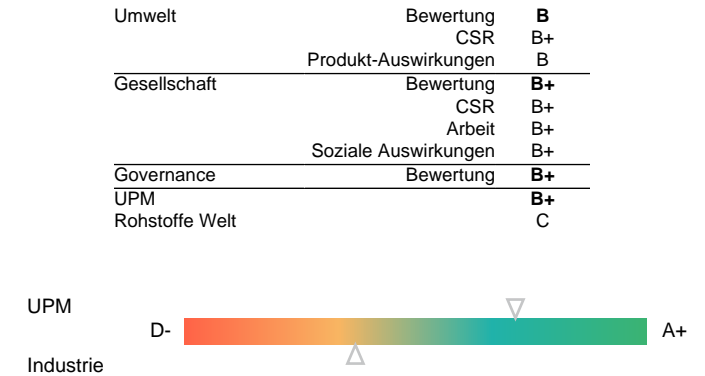 Umwelt Bewertung B
CSR B+
Produkt-Auswirkungen B
Gesellschaft Bewertung B+
CSR B+
Arbeit B+
Soziale Auswirkungen B+
Governance Bewertung B+
UPM B+
Rohstoffe Welt C
UPM
D- A+
Industrie